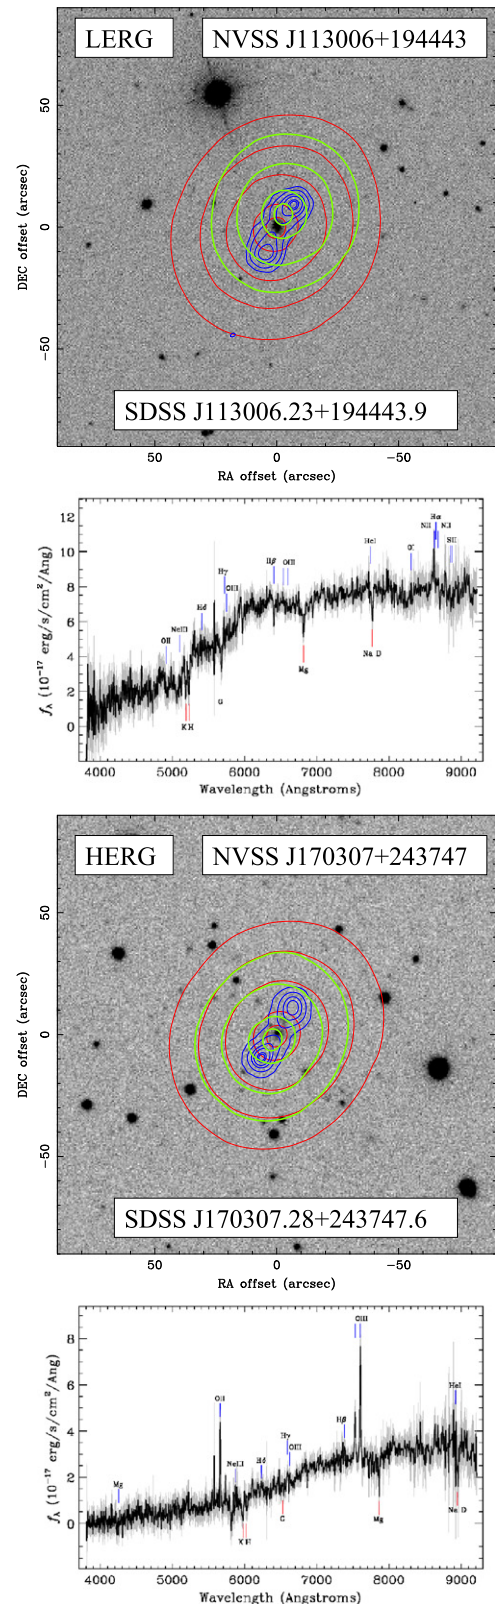 LERG NVSS J113006+194443
50
0
−50
DEC offset (arcsec)
SDSS J113006.23+194443.9
50 0 −50
RA offset (arcsec)
12
10
8
6
4
2
0
fλ (10−17 erg/s/cm2/Ang)
OII NeIII Hδ Hγ OIII Hβ OIII HeI OI NII Hα NII SII
K H G Mg Na D
4000 5000 6000 7000 8000 9000
Wavelength (Angstroms)
HERG NVSS J170307+243747
50
0
−50
DEC offset (arcsec)
SDSS J170307.28+243747.6
50 0 −50
RA offset (arcsec)
8
6
4
2
0
fλ (10−17 erg/s/cm2/Ang)
Mg OII NeIII Hδ Hγ OIII Hβ OIII HeI
K H G Mg Na D
4000 5000 6000 7000 8000 9000
Wavelength (Angstroms)